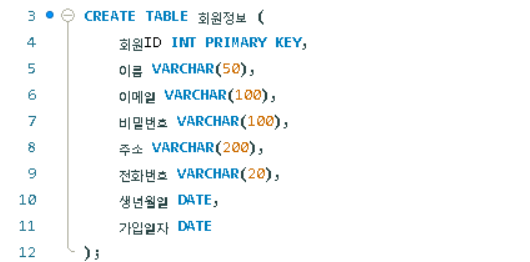 3 CREATE TABLE 회원정보 (
4 회원ID INT PRIMARY KEY,
5 이름 VARCHAR(50),
6 이메일 VARCHAR(100),
7 비밀번호 VARCHAR(100),
8 주소 VARCHAR(200),
9 전화번호 VARCHAR(20),
10 생년월일 DATE,
11 가입일자 DATE
12 );